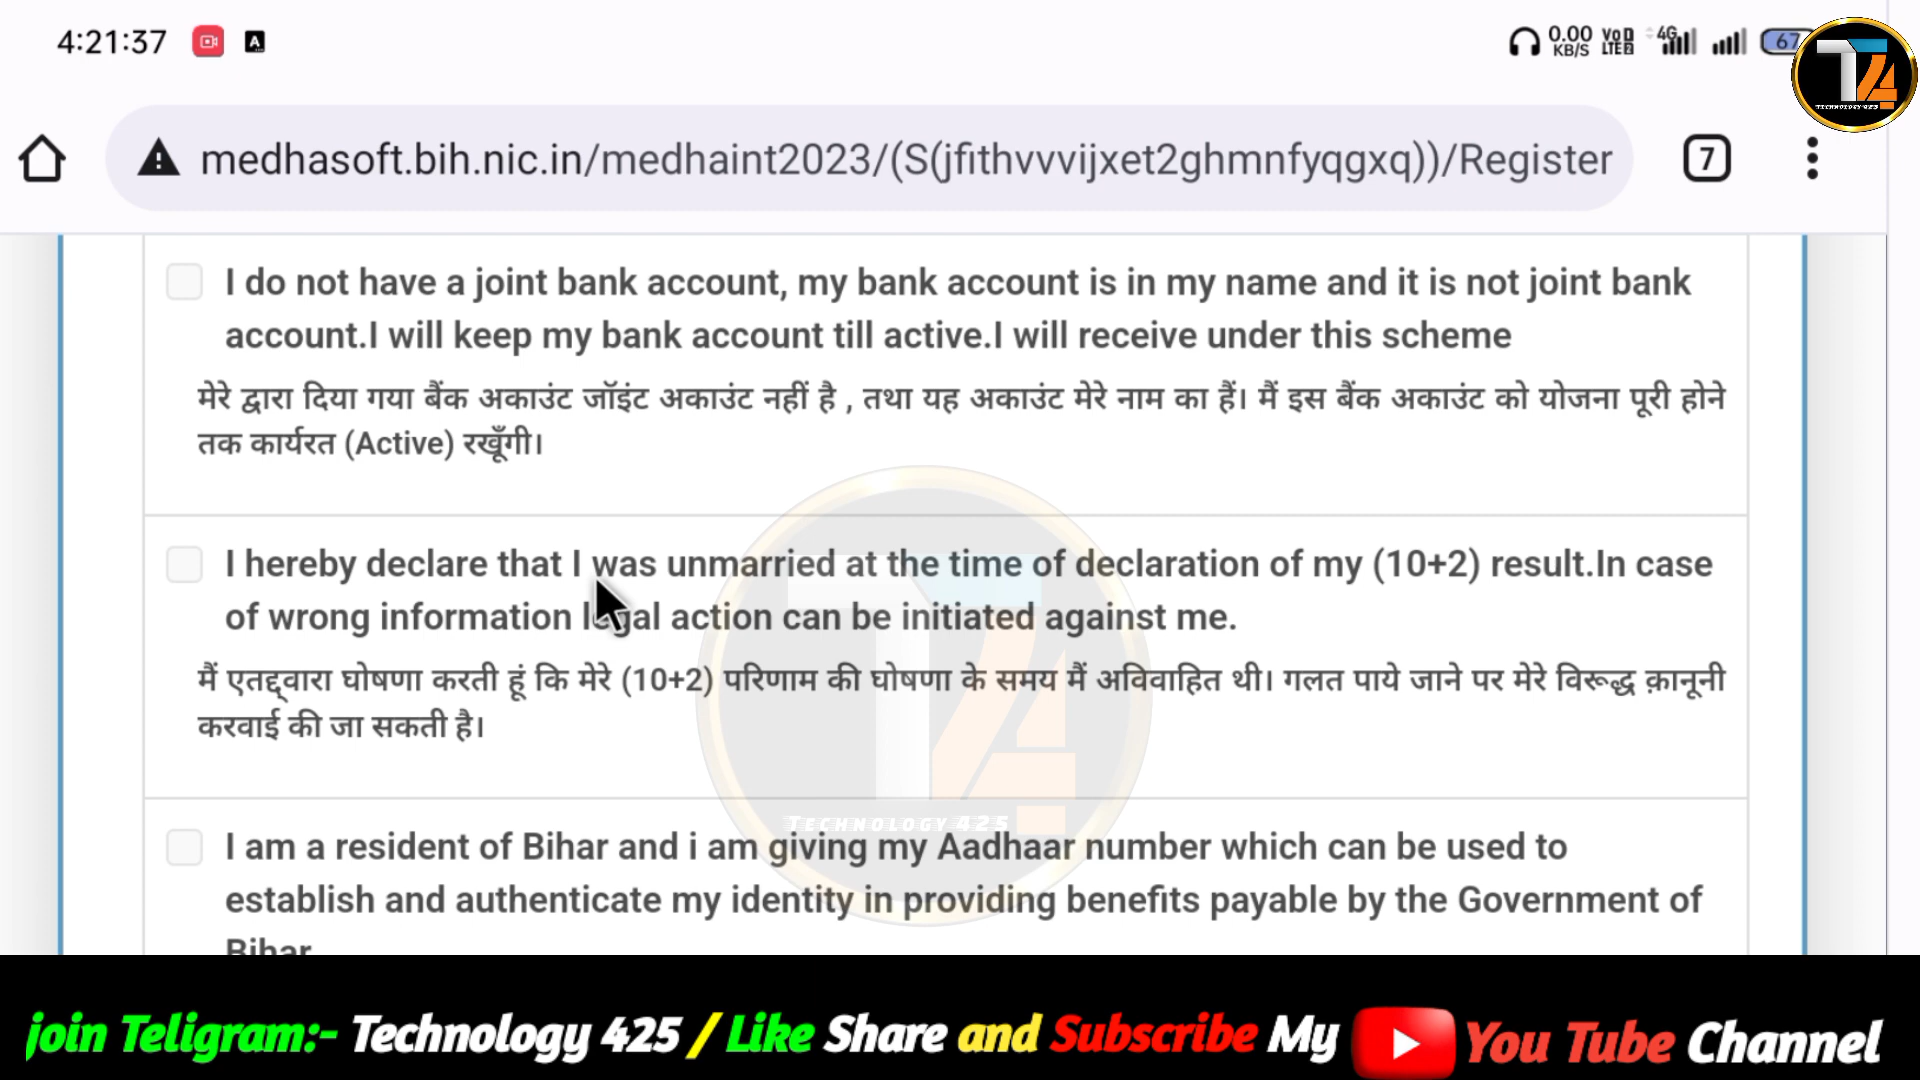 4:21:37
A
0.00 KB/S
VoD LTE2
4G
67
TECHNOLOGY 425
medhasoft.bih.nic.in/medhaint2023/(S(jfithvvvijxet2ghmnfyqgxq))/Register
7
I do not have a joint bank account, my bank account is in my name and it is not joint bank
account.I will keep my bank account till active.I will receive under this scheme
मेरे द्वारा दिया गया बैंक अकाउंट जॉइंट अकाउंट नहीं है , तथा यह अकाउंट मेरे नाम का हैं। मैं इस बैंक अकाउंट को योजना पूरी होने
तक कार्यरत (Active) रखूँगी।
I hereby declare that I was unmarried at the time of declaration of my (10+2) result.In case
of wrong information legal action can be initiated against me.
मैं एतद्द्वारा घोषणा करती हूं कि मेरे (10+2) परिणाम की घोषणा के समय मैं अविवाहित थी। गलत पाये जाने पर मेरे विरूद्ध क़ानूनी
करवाई की जा सकती है।
TECHNOLOGY 425
I am a resident of Bihar and i am giving my Aadhaar number which can be used to
establish and authenticate my identity in providing benefits payable by the Government of
Bihar
join Teligram:- Technology 425 / Like Share and Subscribe My You Tube Channel